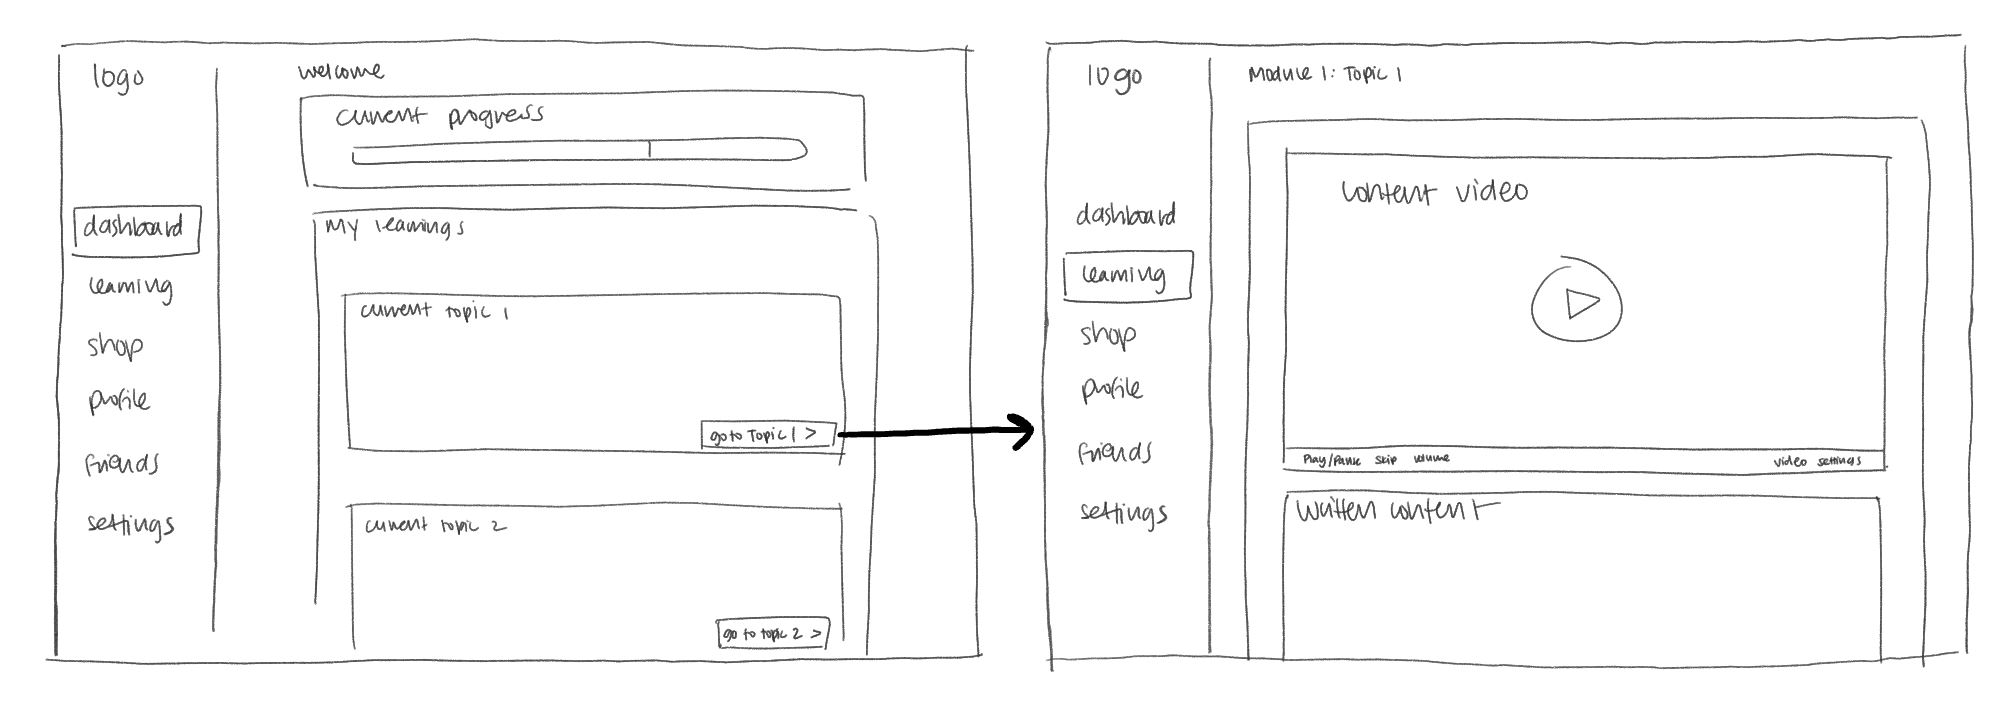 logo
dashboard
learning
shop
profile
friends
settings
welcome
current progress
My learnings
current topic 1
go to Topic 1 >
current topic 2
go to topic 2 >
logo
dashboard
learning
shop
profile
friends
settings
Module 1: Topic 1
content video
Play/Pause skip volume video settings
written content